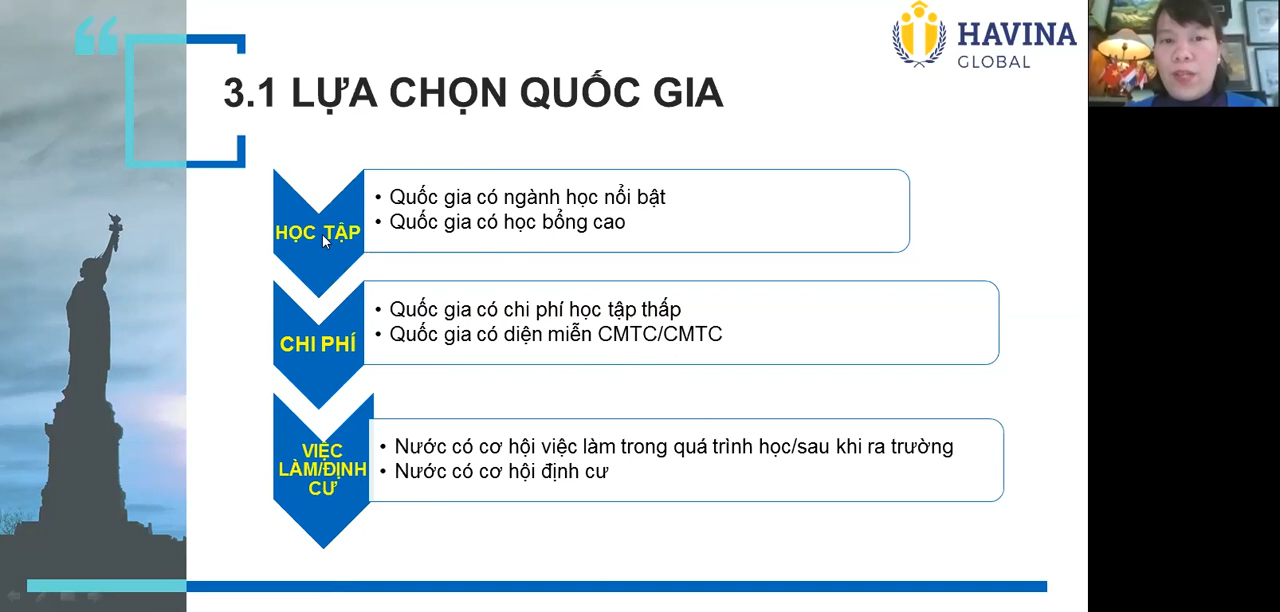 HAVINA
GLOBAL
3.1 LỰA CHỌN QUỐC GIA
HỌC TẬP
• Quốc gia có ngành học nổi bật
• Quốc gia có học bổng cao
CHI PHÍ
• Quốc gia có chi phí học tập thấp
• Quốc gia có diện miễn CMTC/CMTC
VIỆC
LÀM/ĐỊNH
CƯ
• Nước có cơ hội việc làm trong quá trình học/sau khi ra trường
• Nước có cơ hội định cư